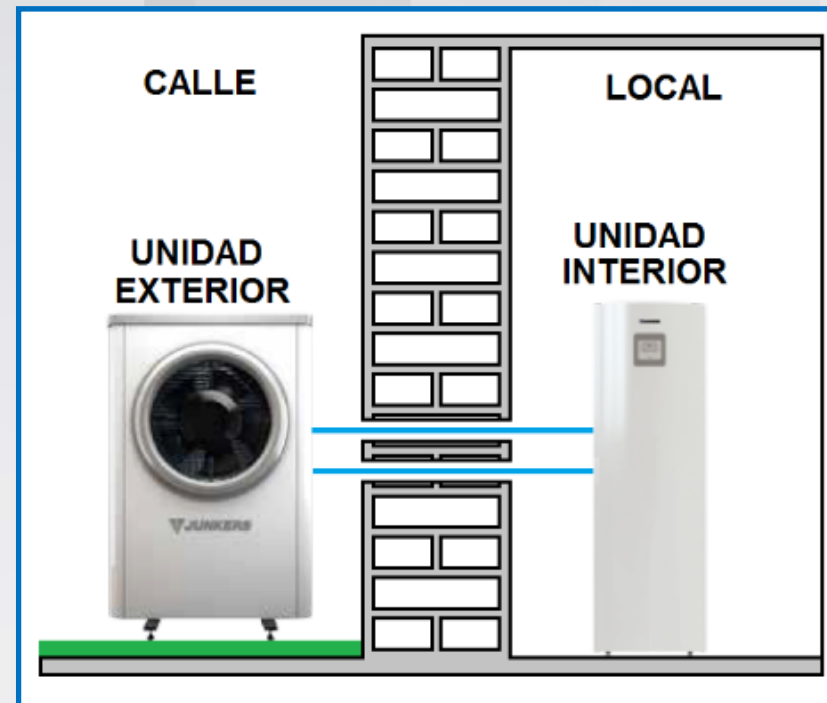 CALLE
LOCAL
UNIDAD
EXTERIOR
UNIDAD
INTERIOR
JUNKERS